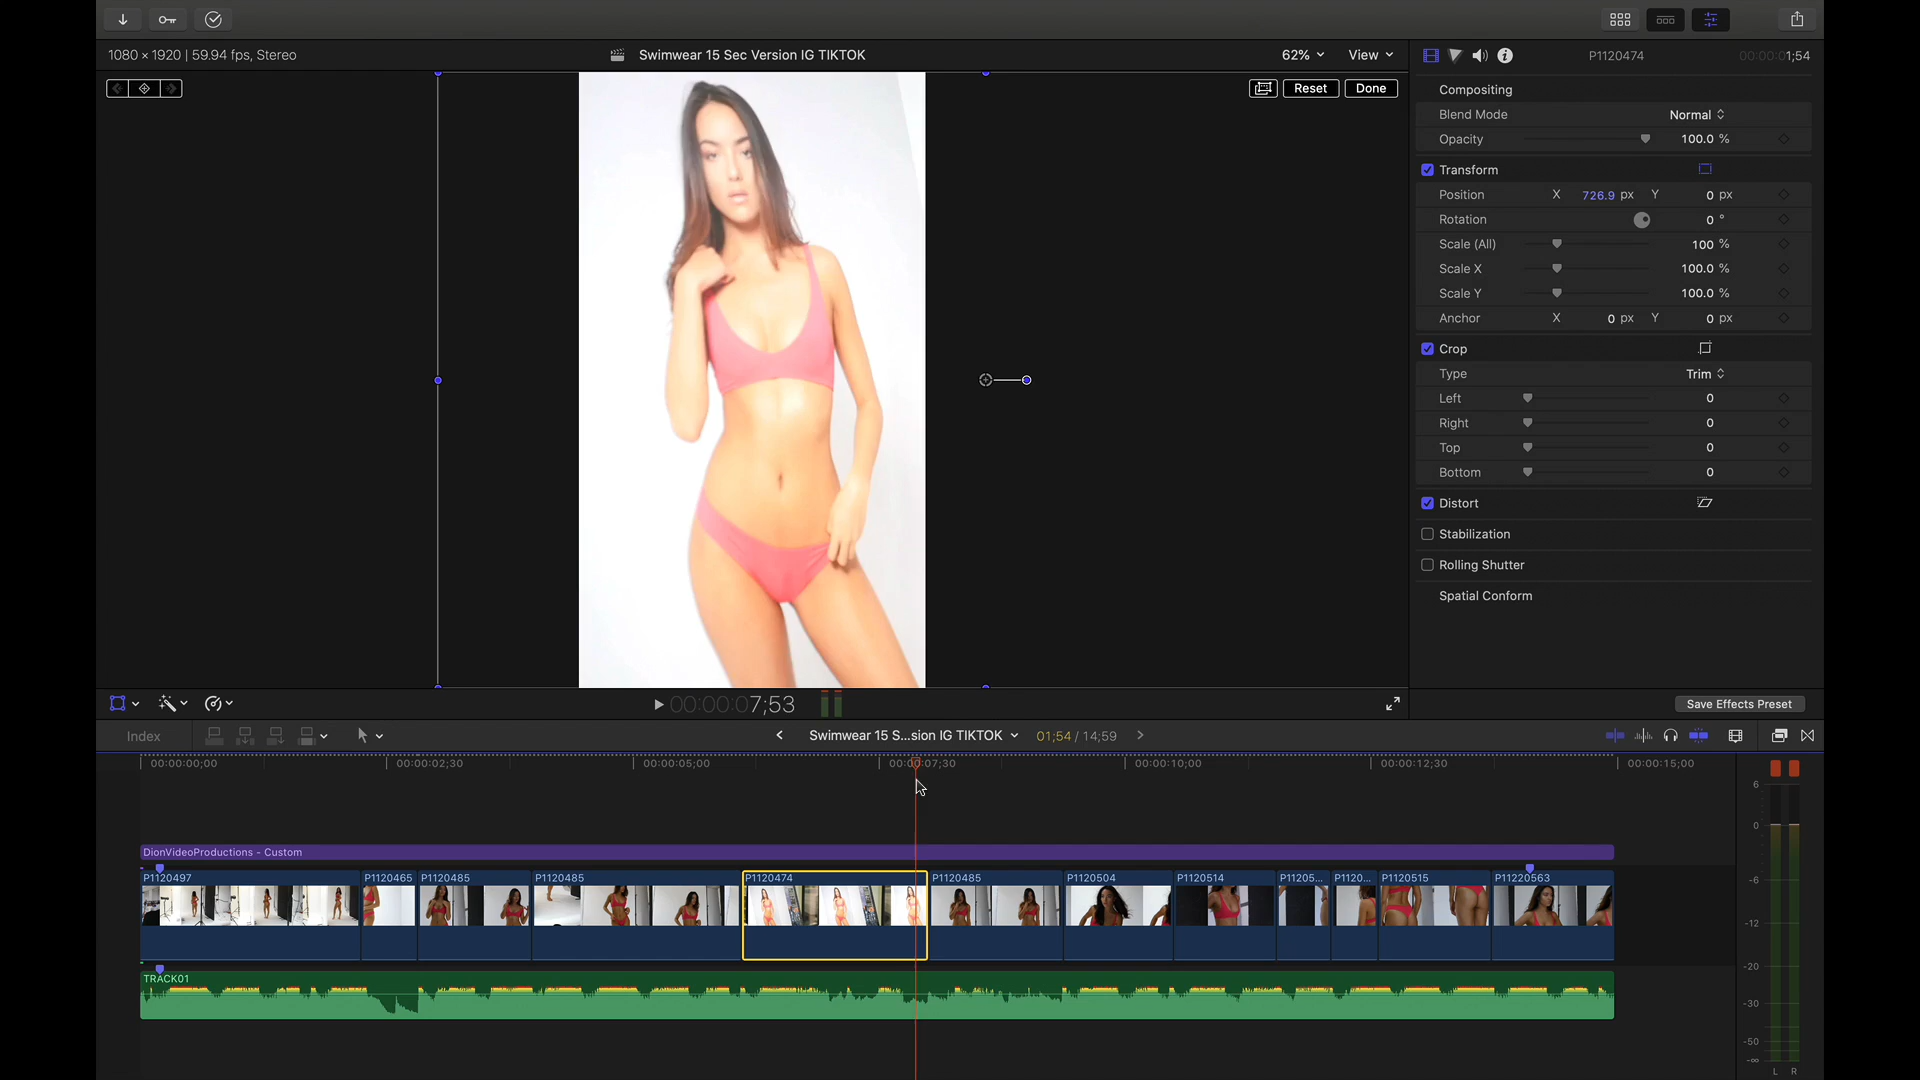 1080 × 1920 | 59.94 fps, Stereo
Swimwear 15 Sec Version IG TIKTOK
62%
View
P1120474
00:00:01;54
Reset
Done
Compositing
Blend Mode
Normal
Opacity
100.0 %
Transform
Position
X
726.9 px
Y
0 px
Rotation
0 °
Scale (All)
100 %
Scale X
100.0 %
Scale Y
100.0 %
Anchor
X
0 px
Y
0 px
Crop
Type
Trim
Left
0
Right
0
Top
0
Bottom
0
Distort
Stabilization
Rolling Shutter
Spatial Conform
00:00:07;53
Save Effects Preset
Index
Swimwear 15 S...sion IG TIKTOK
01;54 / 14;59
00:00:00;00
00:00:02;30
00:00:05;00
00:00:07;30
00:00:10;00
00:00:12;30
00:00:15;00
6
0
-6
-12
-20
-30
-50
-∞
L
R
DionVideoProductions - Custom
P1120497
P1120465
P1120485
P1120485
P1120474
P1120485
P1120504
P1120514
P11205...
P1120...
P1120515
P11220563
TRACK01